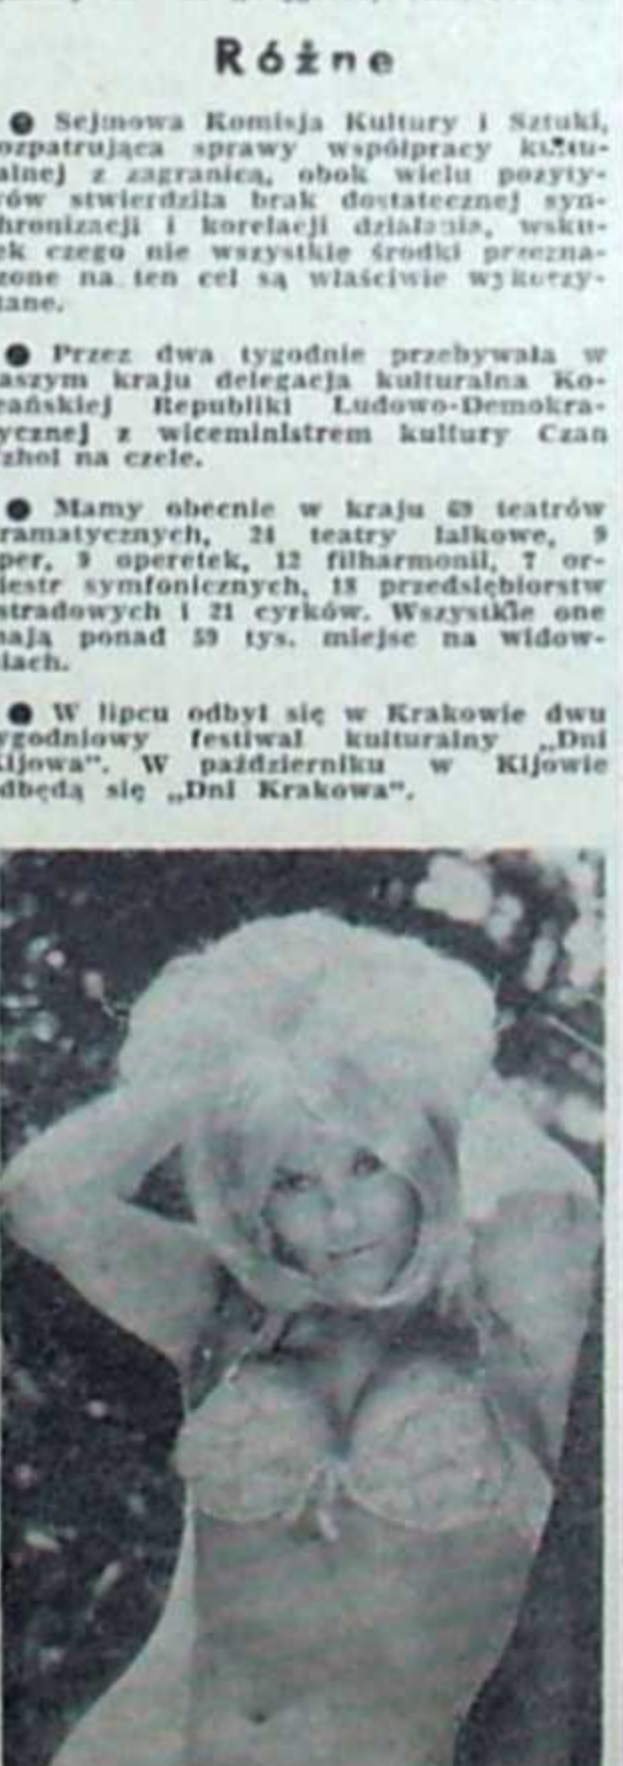 Różne
● Sejmowa Komisja Kultury i Sztuki,
ozpatrująca sprawy współpracy kultu-
alnej z zagranicą, obok wielu pozyty-
rów stwierdziła brak dostatecznej syn-
hronizacji i korelacji działania, wsku-
ek czego nie wszystkie środki przezna-
zone na ten cel są właściwie wykorzy-
tane.
● Przez dwa tygodnie przebywała w
aszym kraju delegacja kulturalna Ko-
eańskiej Republiki Ludowo-Demokra-
ycznej z wiceministrem kultury Czan
zhol na czele.
● Mamy obecnie w kraju 69 teatrów
ramatycznych, 24 teatry lalkowe, 9
per, 9 operetek, 12 filharmonii, 7 or-
iestr symfonicznych, 18 przedsiębiorstw
stradowych i 21 cyrków. Wszystkie one
nają ponad 59 tys. miejsc na widow-
iach.
● W lipcu odbył się w Krakowie dwu
ygodniowy festiwal kulturalny „Dni
ijowa”. W październiku w Kijowie
dbędą się „Dni Krakowa”.